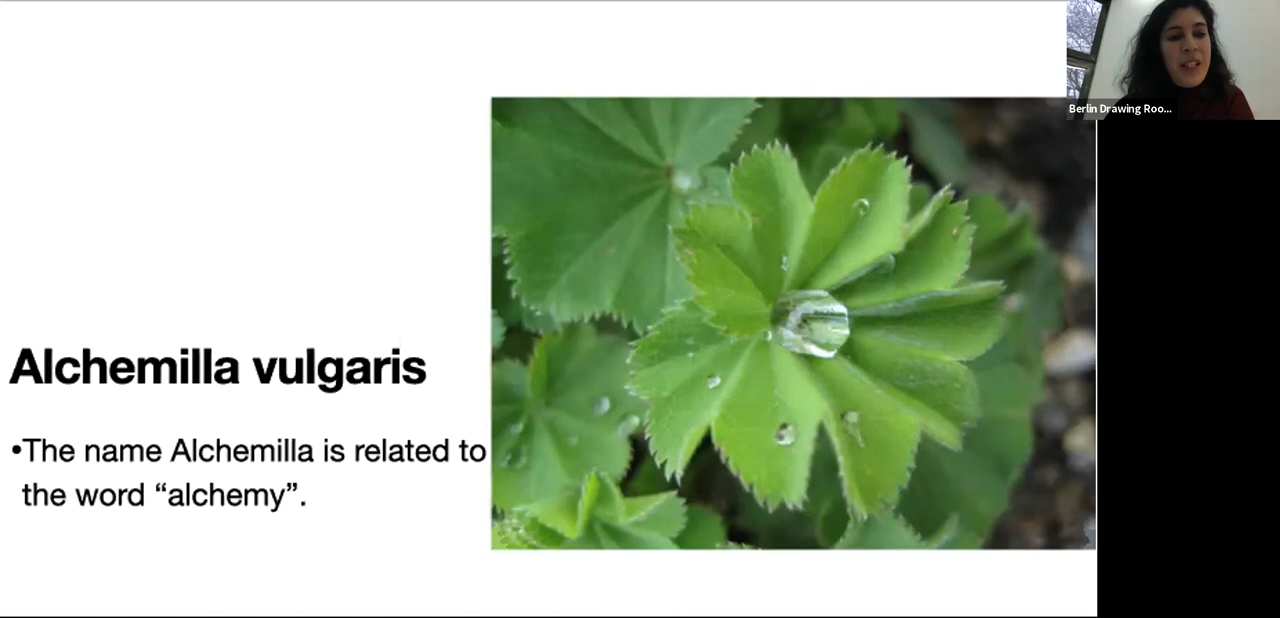 Berlin Drawing Roo...
Alchemilla vulgaris
•The name Alchemilla is related to
the word “alchemy”.